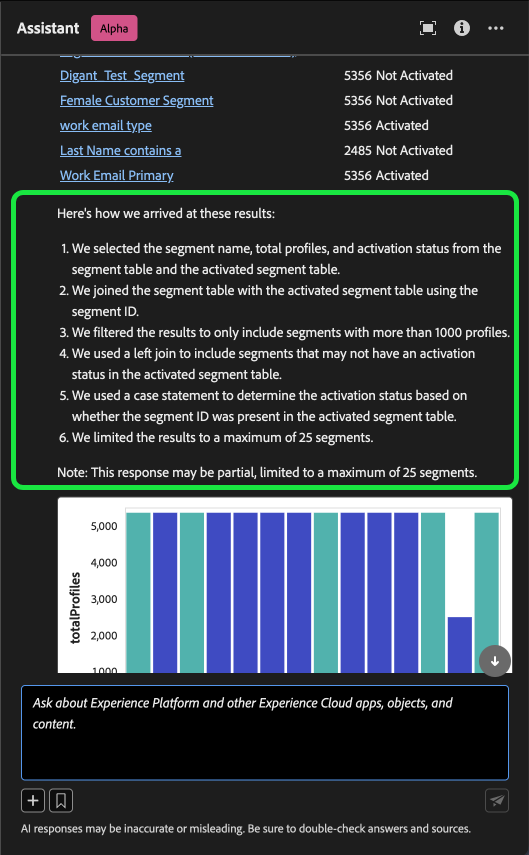 Assistant Alpha
Digant_Test_Segment 5356 Not Activated
Female Customer Segment 5356 Not Activated
work email type 5356 Activated
Last Name contains a 2485 Not Activated
Work Email Primary 5356 Activated
Here's how we arrived at these results:
1. We selected the segment name, total profiles, and activation status from the
segment table and the activated segment table.
2. We joined the segment table with the activated segment table using the
segment ID.
3. We filtered the results to only include segments with more than 1000 profiles.
4. We used a left join to include segments that may not have an activation
status in the activated segment table.
5. We used a case statement to determine the activation status based on
whether the segment ID was present in the activated segment table.
6. We limited the results to a maximum of 25 segments.
Note: This response may be partial, limited to a maximum of 25 segments.
totalProfiles
5,000
4,000
3,000
2,000
1,000
Ask about Experience Platform and other Experience Cloud apps, objects, and
content.
AI responses may be inaccurate or misleading. Be sure to double-check answers and sources.